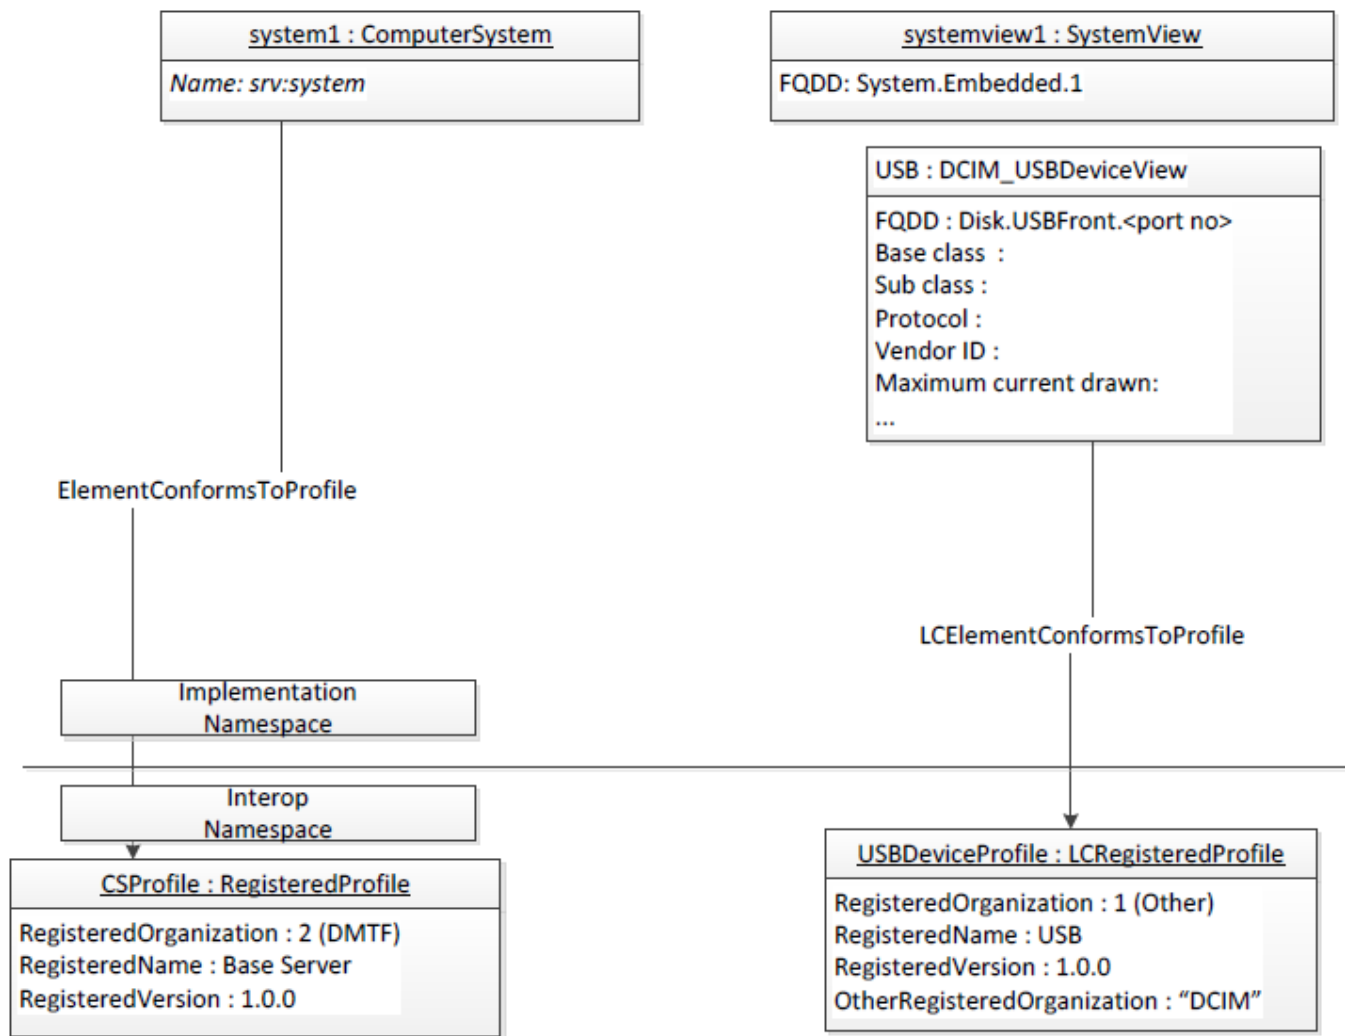 system1 : ComputerSystem
Name: srv:system
systemview1 : SystemView
FQDD: System.Embedded.1
USB : DCIM_USBDeviceView
FQDD : Disk.USBFront.<port no>
Base class  :
Sub class :
Protocol :
Vendor ID :
Maximum current drawn:
...
ElementConformsToProfile
LCElementConformsToProfile
Implementation
Namespace
Interop
Namespace
CSProfile : RegisteredProfile
RegisteredOrganization : 2 (DMTF)
RegisteredName : Base Server
RegisteredVersion : 1.0.0
USBDeviceProfile : LCRegisteredProfile
RegisteredOrganization : 1 (Other)
RegisteredName : USB
RegisteredVersion : 1.0.0
OtherRegisteredOrganization : “DCIM”